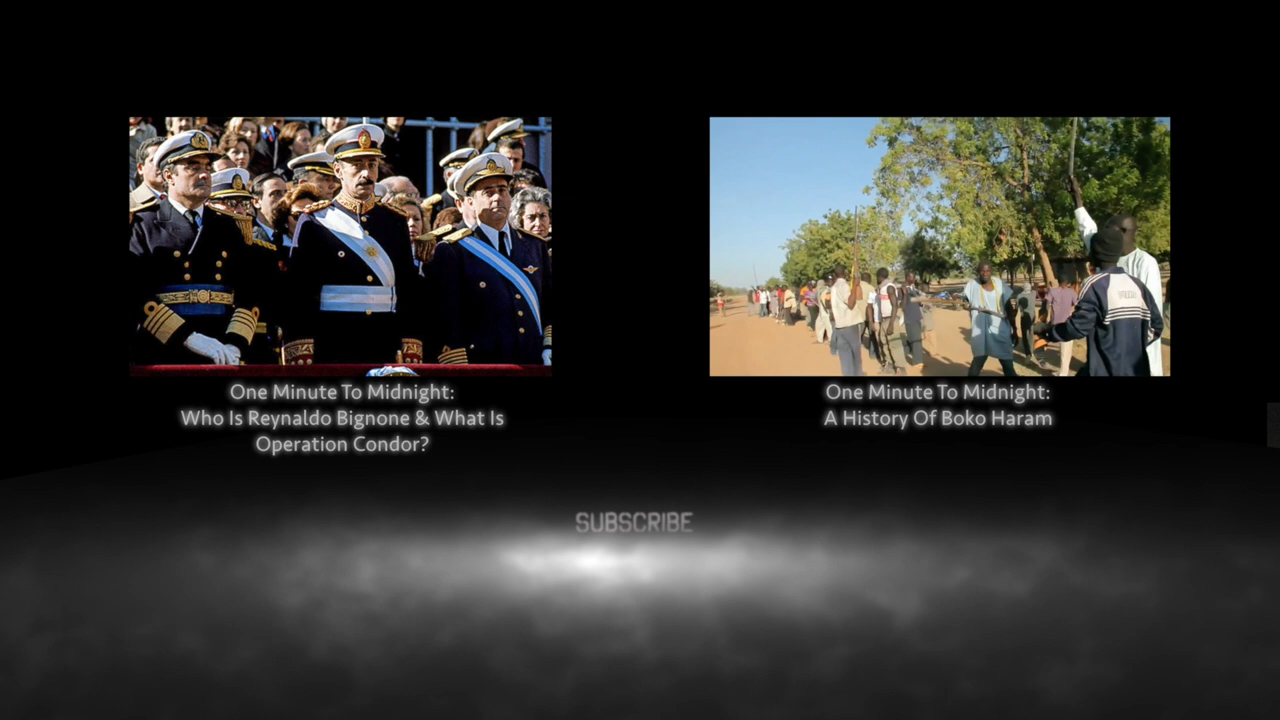 One Minute To Midnight:
Who Is Reynaldo Bignone & What Is
Operation Condor?
One Minute To Midnight:
A History Of Boko Haram
SUBSCRIBE